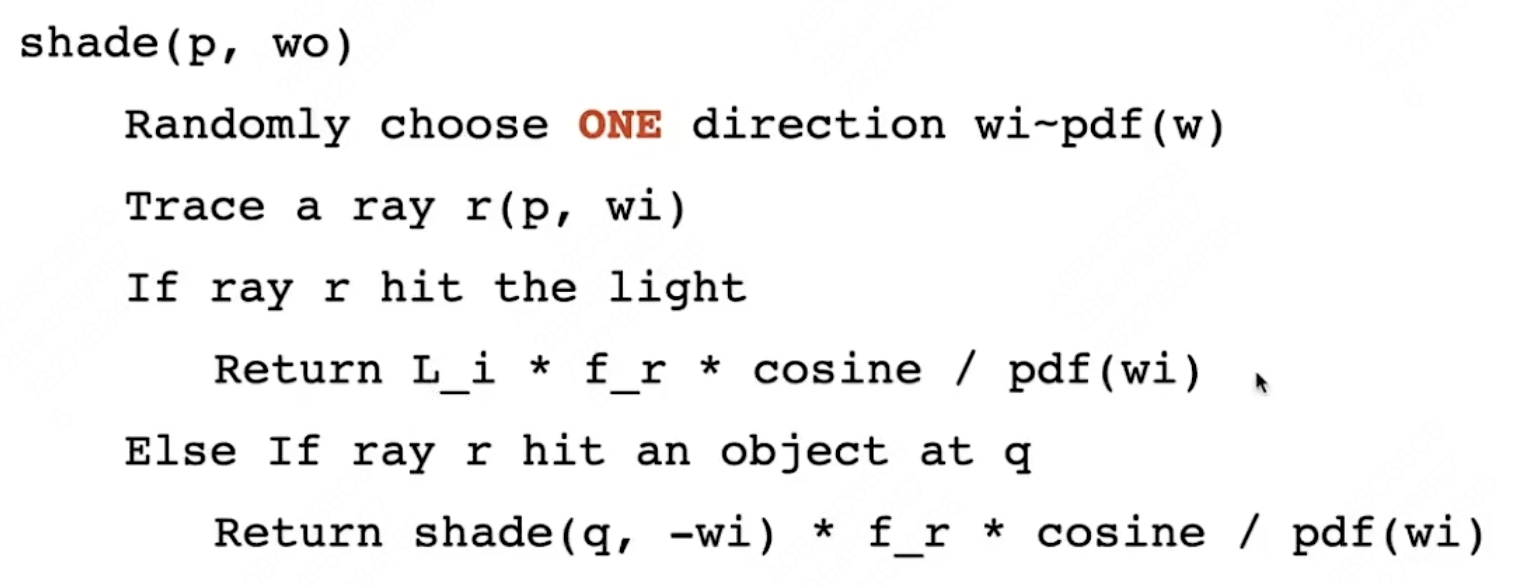 shade(p, wo)
Randomly choose ONE direction wi~pdf(w)
Trace a ray r(p, wi)
If ray r hit the light
Return L_i * f_r * cosine / pdf(wi)
Else If ray r hit an object at q
Return shade(q, -wi) * f_r * cosine / pdf(wi)